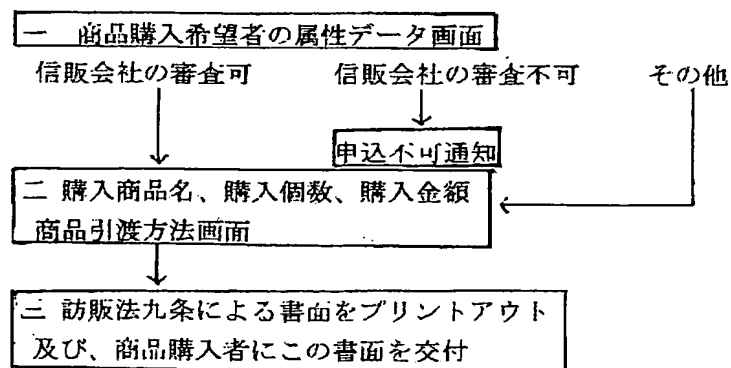 一 商品購入希望者の属性データ画面
信販会社の審査可 信販会社の審査不可 その他
申込不可通知
二 購入商品名、購入個数、購入金額
商品引渡方法画面
三 訪販法九条による書面をプリントアウト
及び、商品購入者にこの書面を交付